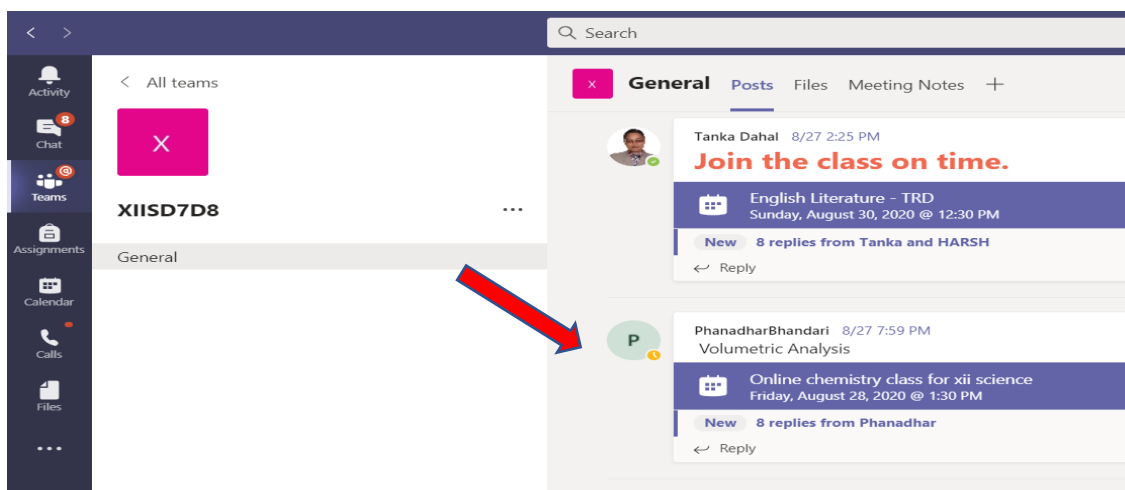 Search
Activity
Chat
8
Teams
@
Assignments
Calendar
Calls
Files
All teams
X
XIISD7D8
General
X
General Posts Files Meeting Notes
Tanka Dahal 8/27 2:25 PM
Join the class on time.
English Literature - TRD
Sunday, August 30, 2020 @ 12:30 PM
New 8 replies from Tanka and HARSH
Reply
P
PhanadharBhandari 8/27 7:59 PM
Volumetric Analysis
Online chemistry class for xii science
Friday, August 28, 2020 @ 1:30 PM
New 8 replies from Phanadhar
Reply